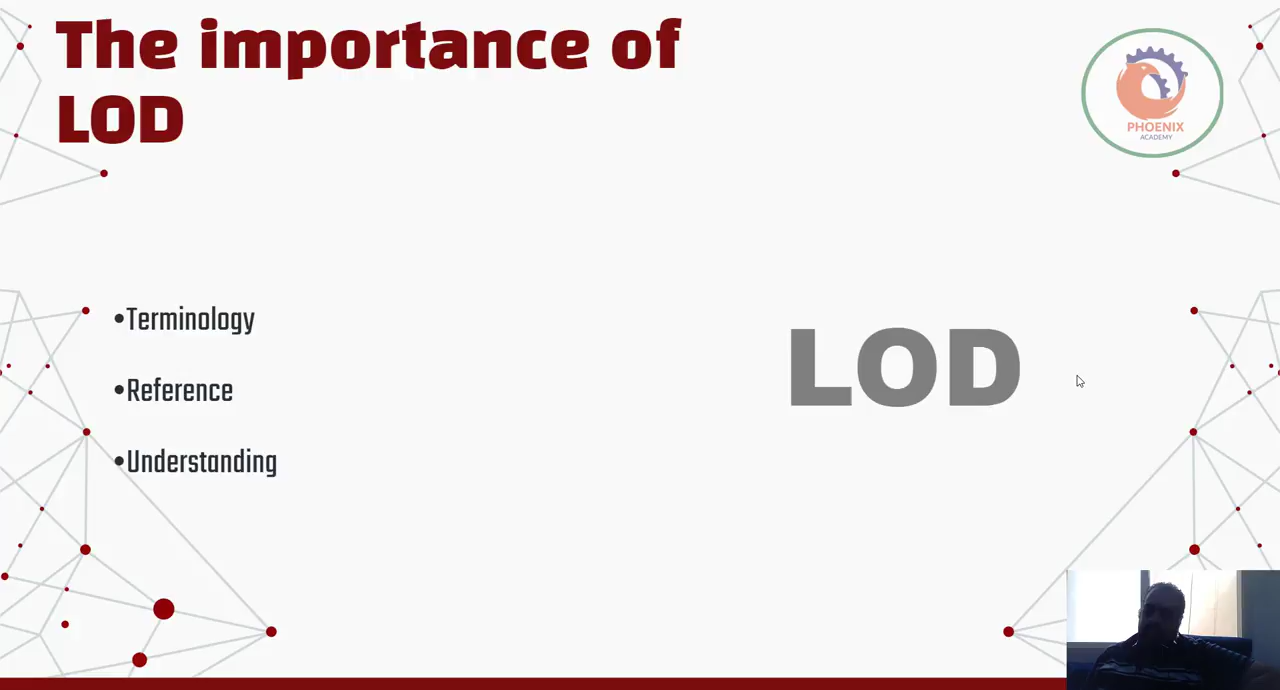 The importance of
LOD
PHOENIX
ACADEMY
•Terminology
•Reference
•Understanding
LOD